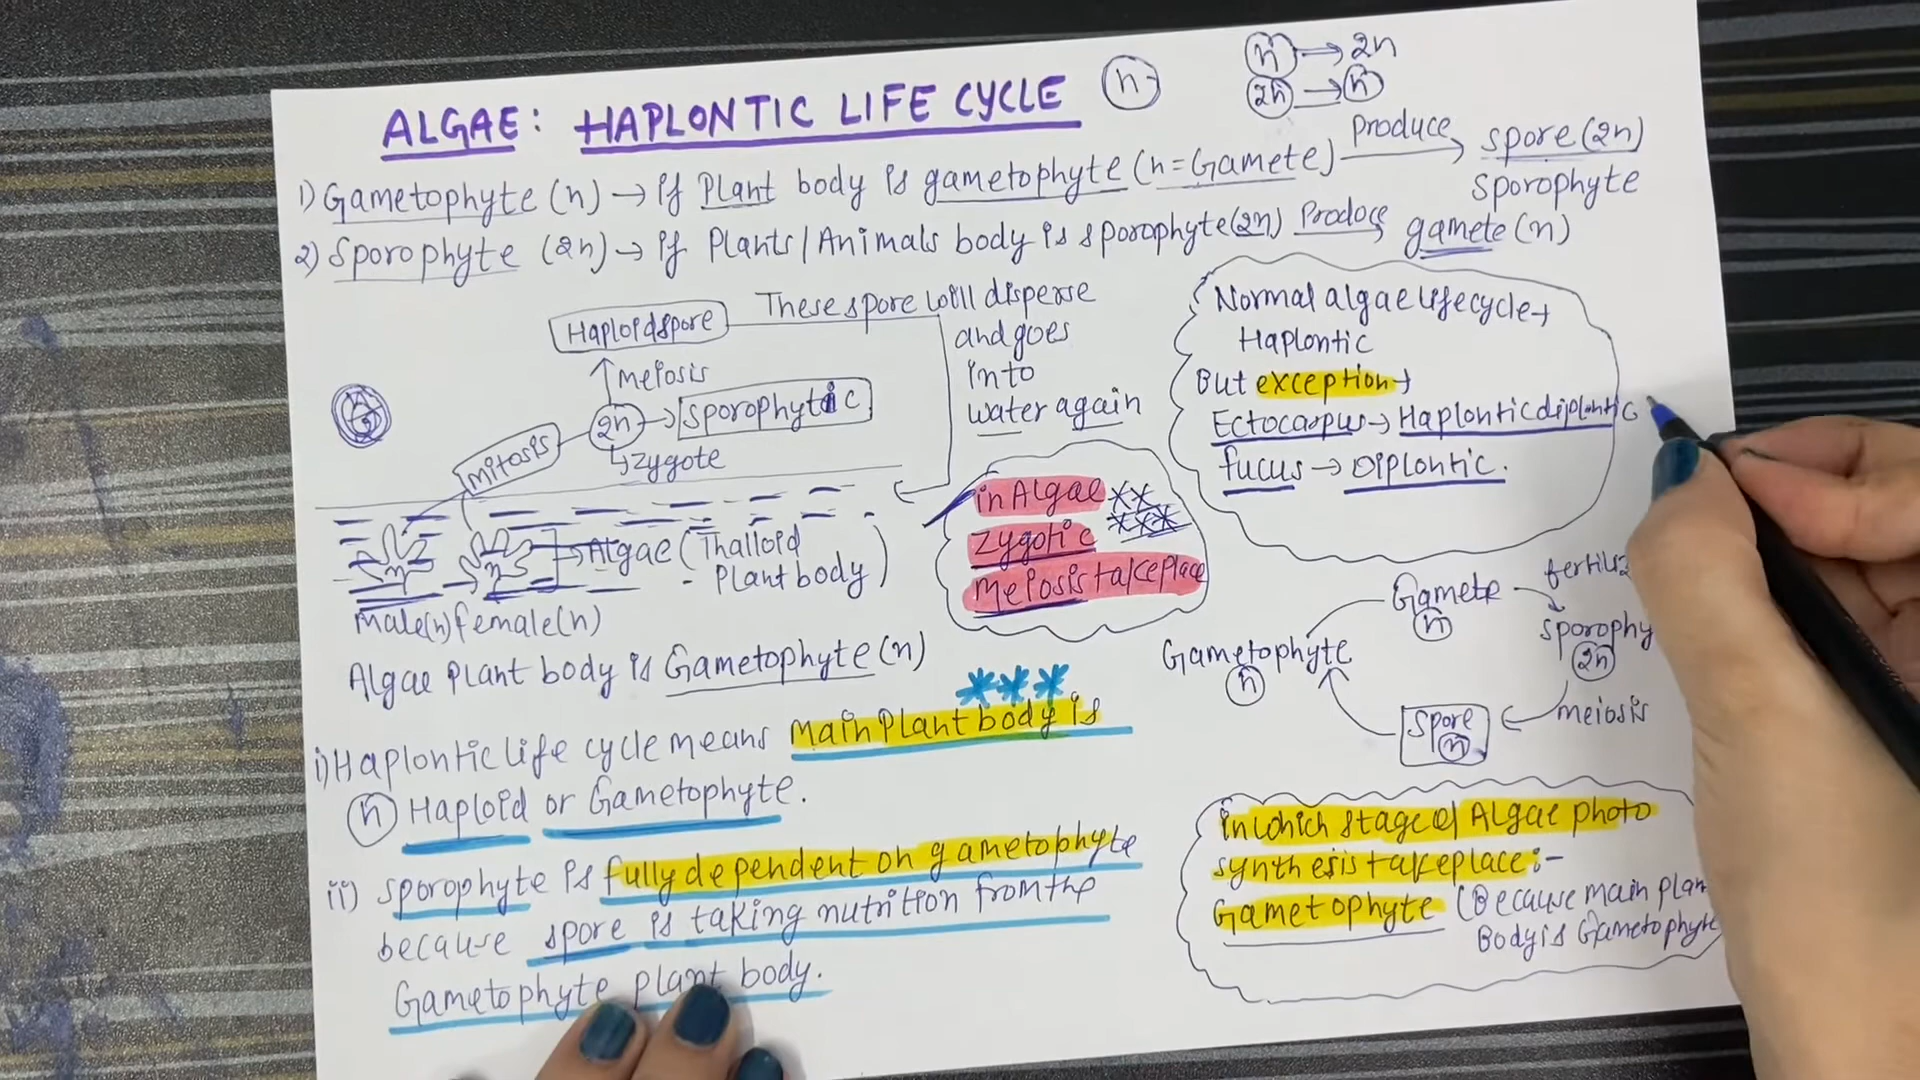 ALGAE: HAPLONTIC LIFE CYCLE (n)
n → 2n
2n → n
1) Gametophyte (n) → If Plant body is gametophyte (n=Gamete) Produce → spore (2n)
Sporophyte
2) Sporophyte (2n) → If Plants/Animals body is sporophyte (2n) Produce gamete (n)
Haploid spore
These spore will disperse
and goes
into
water again
↑ meiosis
2n → Sporophytic
↳ zygote
mitosis
Algae (Thalloid
- Plant body)
n n
male(n) female(n)
Algae Plant body is Gametophyte (n)
Normal algae lifecycle →
Haplontic
But exception →
Ectocarpus → Haplontic diplontic
fucus → Diplontic.
in Algae **
zygotic ***
meiosis take place
Gamete
n
Sporophy
2n
meiosis
Spore
n
Gametophyte
n
***
i) Haplontic life cycle means main Plant body is
(n) Haploid or Gametophyte.
ii) sporophyte is fully dependent on gametophyte
because spore is taking nutrition from the
Gametophyte plant body.
in which stage of Algae photo
synthesis take place:-
Gametophyte (Because main plan
Body is Gametophyte